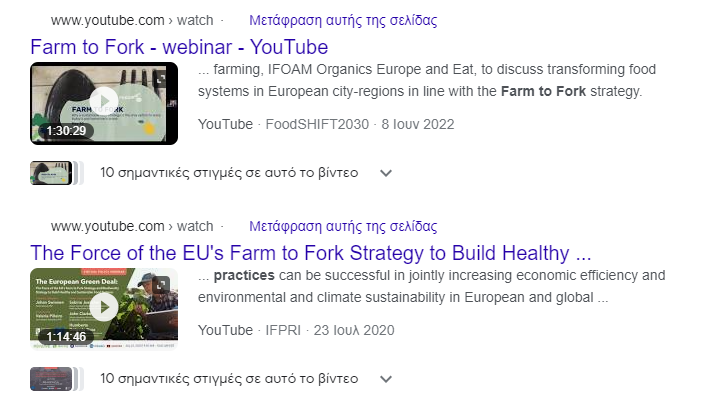 www.youtube.com › watch · Μετάφραση αυτής της σελίδας
Farm to Fork - webinar - YouTube
... farming, IFOAM Organics Europe and Eat, to discuss transforming food
systems in European city-regions in line with the Farm to Fork strategy.
FARM TO FORK
1:30:29
YouTube · FoodSHIFT2030 · 8 Ιουν 2022
10 σημαντικές στιγμές σε αυτό το βίντεο
www.youtube.com › watch · Μετάφραση αυτής της σελίδας
The Force of the EU's Farm to Fork Strategy to Build Healthy ...
... practices can be successful in jointly increasing economic efficiency and
environmental and climate sustainability in European and global ...
The European Green Deal:
1:14:46
YouTube · IFPRI · 23 Ιουλ 2020
10 σημαντικές στιγμές σε αυτό το βίντεο